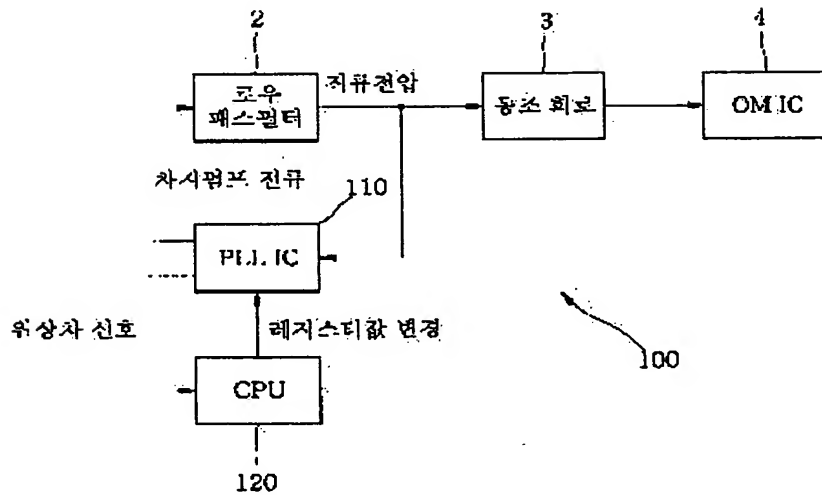 2
3
4
로우
패스필터
직류전압
동조 회로
OM IC
차지펌프 전류
110
PLL IC
위상차 신호
레지스터값 변경
100
CPU
120